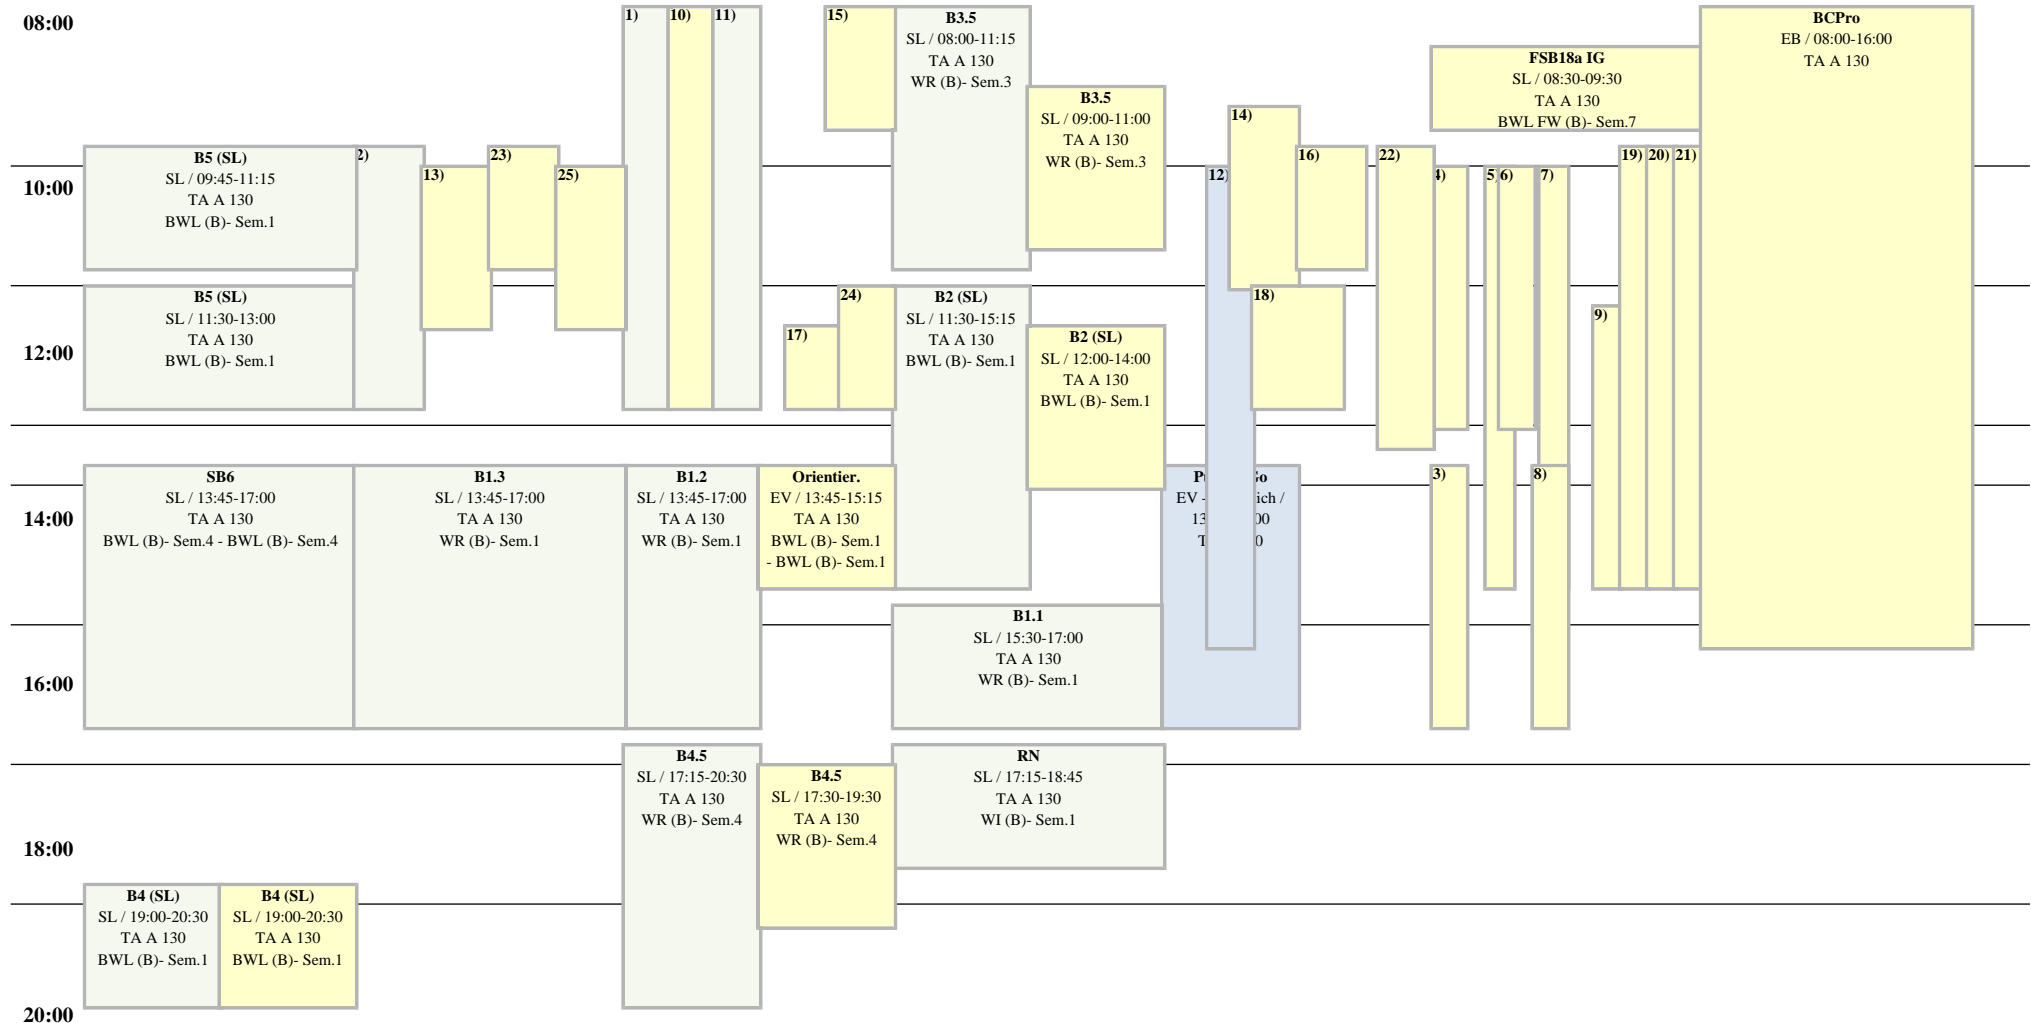 08:00
10:00
12:00
14:00
16:00
18:00
20:00
B5 (SL)
SL / 09:45-11:15
TA A 130
BWL (B)- Sem.1
B5 (SL)
SL / 11:30-13:00
TA A 130
BWL (B)- Sem.1
SB6
SL / 13:45-17:00
TA A 130
BWL (B)- Sem.4 - BWL (B)- Sem.4
B4 (SL)
SL / 19:00-20:30
TA A 130
BWL (B)- Sem.1
B4 (SL)
SL / 19:00-20:30
TA A 130
BWL (B)- Sem.1
2)
13)
23)
25)
B1.3
SL / 13:45-17:00
TA A 130
WR (B)- Sem.1
1)
10)
11)
B1.2
SL / 13:45-17:00
TA A 130
WR (B)- Sem.1
B4.5
SL / 17:15-20:30
TA A 130
WR (B)- Sem.4
15)
17)
24)
Orientier.
EV / 13:45-15:15
TA A 130
BWL (B)- Sem.1
- BWL (B)- Sem.1
B4.5
SL / 17:30-19:30
TA A 130
WR (B)- Sem.4
B3.5
SL / 08:00-11:15
TA A 130
WR (B)- Sem.3
B3.5
SL / 09:00-11:00
TA A 130
WR (B)- Sem.3
B2 (SL)
SL / 11:30-15:15
TA A 130
BWL (B)- Sem.1
B2 (SL)
SL / 12:00-14:00
TA A 130
BWL (B)- Sem.1
B1.1
SL / 15:30-17:00
TA A 130
WR (B)- Sem.1
RN
SL / 17:15-18:45
TA A 130
WI (B)- Sem.1
12)
14)
16)
18)
EV -
22)
4)
5)
6)
7)
3)
8)
FSB18a IG
SL / 08:30-09:30
TA A 130
BWL FW (B)- Sem.7
9)
19)
20)
21)
BCPro
EB / 08:00-16:00
TA A 130